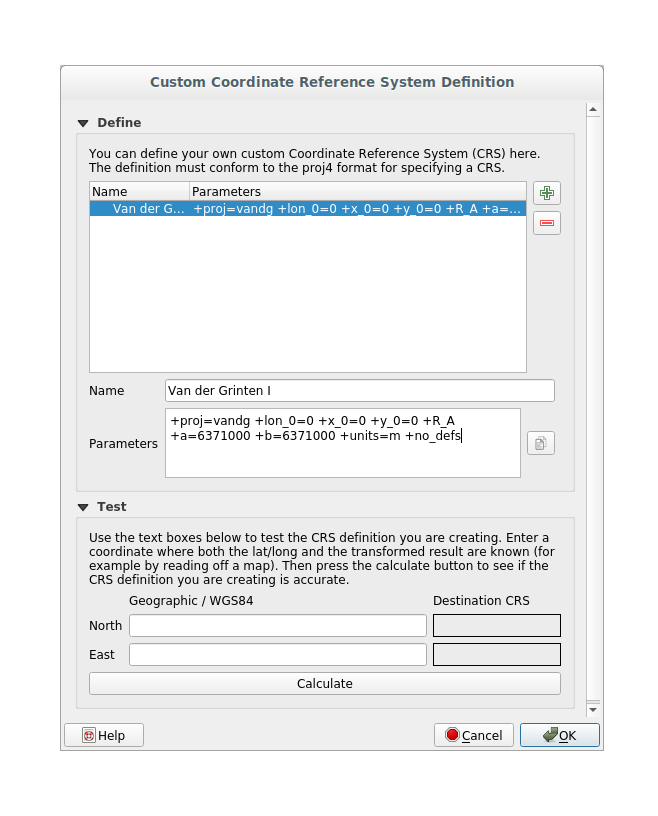 Custom Coordinate Reference System Definition
Define
You can define your own custom Coordinate Reference System (CRS) here.
The definition must conform to the proj4 format for specifying a CRS.
Name Parameters
Van der G... +proj=vandg +lon_0=0 +x_0=0 +y_0=0 +R_A +a=...
Name Van der Grinten I
+proj=vandg +lon_0=0 +x_0=0 +y_0=0 +R_A
+a=6371000 +b=6371000 +units=m +no_defs
Parameters
Test
Use the text boxes below to test the CRS definition you are creating. Enter a
coordinate where both the lat/long and the transformed result are known (for
example by reading off a map). Then press the calculate button to see if the
CRS definition you are creating is accurate.
Geographic / WGS84 Destination CRS
North
East
Calculate
Help Cancel OK